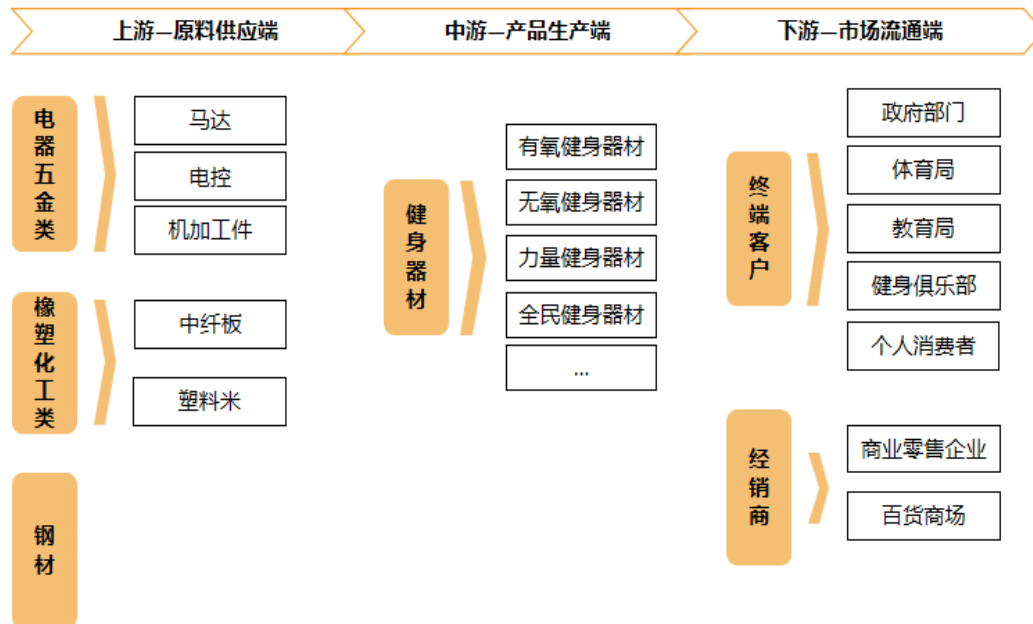 上游—原料供应端
中游—产品生产端
下游—市场流通端
电器五金类
马达
电控
机加工件
橡塑化工类
中纤板
塑料米
钢材
健身器材
有氧健身器材
无氧健身器材
力量健身器材
全民健身器材
...
终端客户
政府部门
体育局
教育局
健身俱乐部
个人消费者
经销商
商业零售企业
百货商场